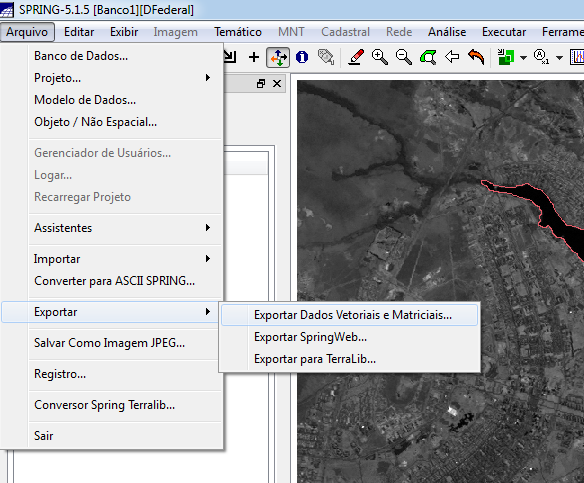 SPRING-5.1.5 [Banco1][DFederal]
Arquivo Editar Exibir Imagem Temático MNT Cadastral Rede Análise Executar Ferrame
Banco de Dados...
Projeto...
Modelo de Dados...
Objeto / Não Espacial...
Gerenciador de Usuários...
Logar...
Recarregar Projeto
Assistentes
Importar
Converter para ASCII SPRING...
Exportar
Exportar Dados Vetoriais e Matriciais...
Exportar SpringWeb...
Salvar Como Imagem JPEG...
Exportar para TerraLib...
Registro...
Conversor Spring Terralib...
Sair